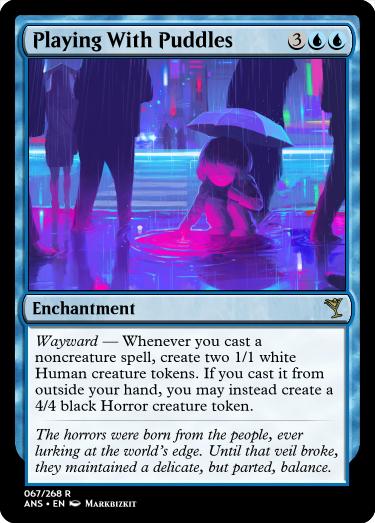 Playing With Puddles 3
Enchantment
Wayward — Whenever you cast a
noncreature spell, create two 1/1 white
Human creature tokens. If you cast it from
outside your hand, you may instead create a
4/4 black Horror creature token.
The horrors were born from the people, ever
lurking at the world's edge. Until that veil broke,
they maintained a delicate, but parted, balance.
067/268 R
ANS • EN Markbizkit